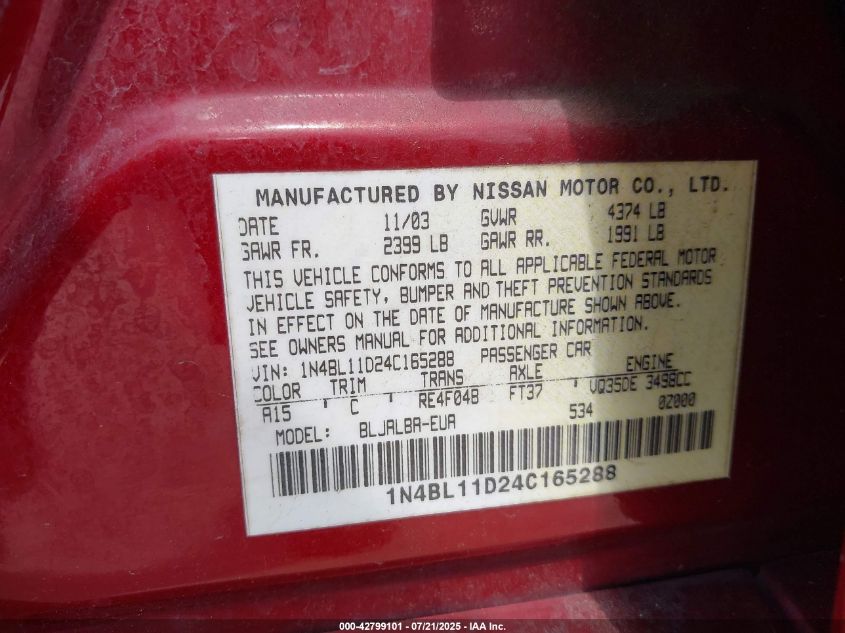 MANUFACTURED BY NISSAN MOTOR CO., LTD.
DATE 11/03 GVWR 4374 LB
GAWR FR. 2399 LB GAWR RR. 1991 LB
THIS VEHICLE CONFORMS TO ALL APPLICABLE FEDERAL MOTOR
VEHICLE SAFETY, BUMPER AND THEFT PREVENTION STANDARDS
IN EFFECT ON THE DATE OF MANUFACTURE SHOWN ABOVE.
SEE OWNERS MANUAL FOR ADDITIONAL INFORMATION.
VIN: 1N4BL11D24C165288 PASSENGER CAR
COLOR TRIM TRANS AXLE ENGINE
A15 C RE4F04B FT37 VQ35DE 3498CC
MODEL: BLJALBA-EUA 534 0Z000
1N4BL11D24C165288
000-42799101 - 07/21/2025 - IAA Inc.